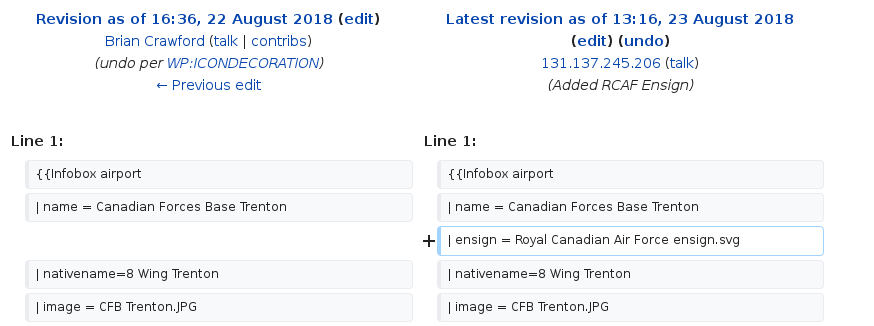 Revision as of 16:36, 22 August 2018 (edit)
Brian Crawford (talk | contribs)
(undo per WP:ICONDECORATION)
← Previous edit
Latest revision as of 13:16, 23 August 2018
(edit) (undo)
131.137.245.206 (talk)
(Added RCAF Ensign)
Line 1:
Line 1:
{{Infobox airport
{{Infobox airport
| name = Canadian Forces Base Trenton
| name = Canadian Forces Base Trenton
+ | ensign = Royal Canadian Air Force ensign.svg
| nativename=8 Wing Trenton
| nativename=8 Wing Trenton
| image = CFB Trenton.JPG
| image = CFB Trenton.JPG